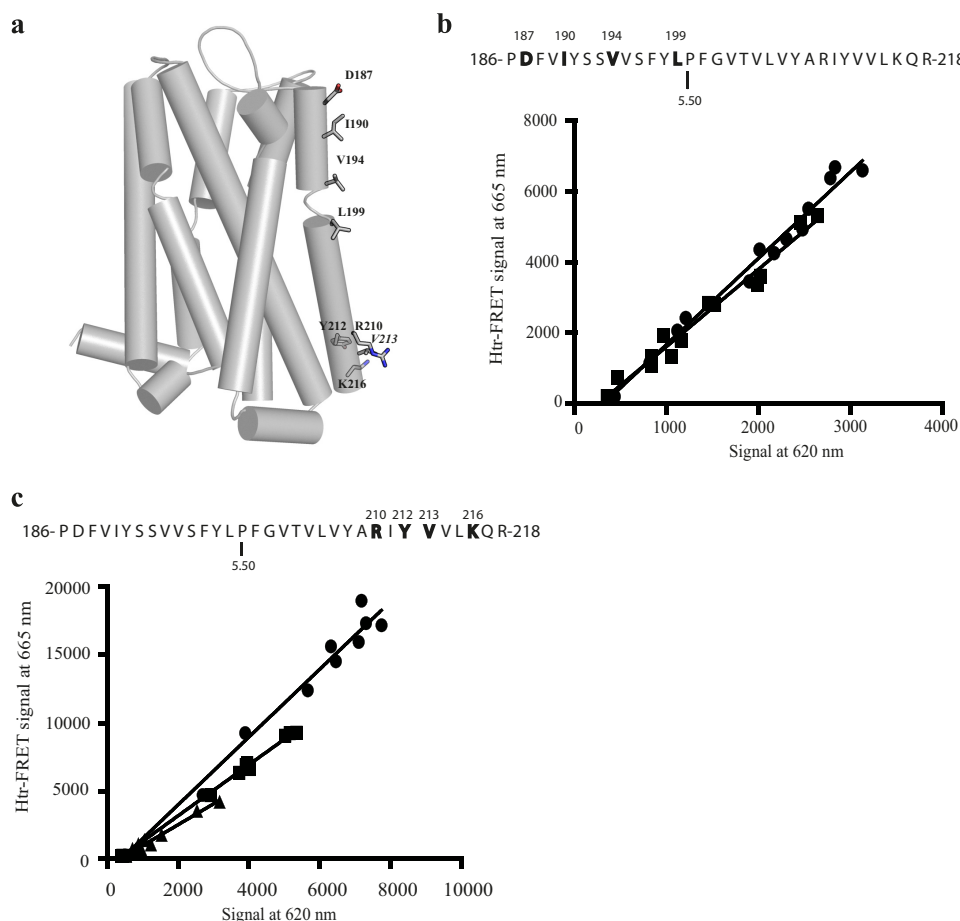 a
D187
I190
V194
L199
Y212 R210
V213
K216
b
187 190 194 199
186- P D F V I Y S S V V S F Y L P F G V T V L V Y A R I Y V V L K Q R-218
5.50
Htr-FRET signal at 665 nm
8000
6000
4000
2000
0
0 1000 2000 3000 4000
Signal at 620 nm
c
210 212 213 216
186- P D F V I Y S S V V S F Y L P F G V T V L V Y A R I Y V V L K Q R-218
5.50
Htr-FRET signal at 665 nm
20000
15000
10000
5000
0
0 2000 4000 6000 8000 10000
Signal at 620 nm